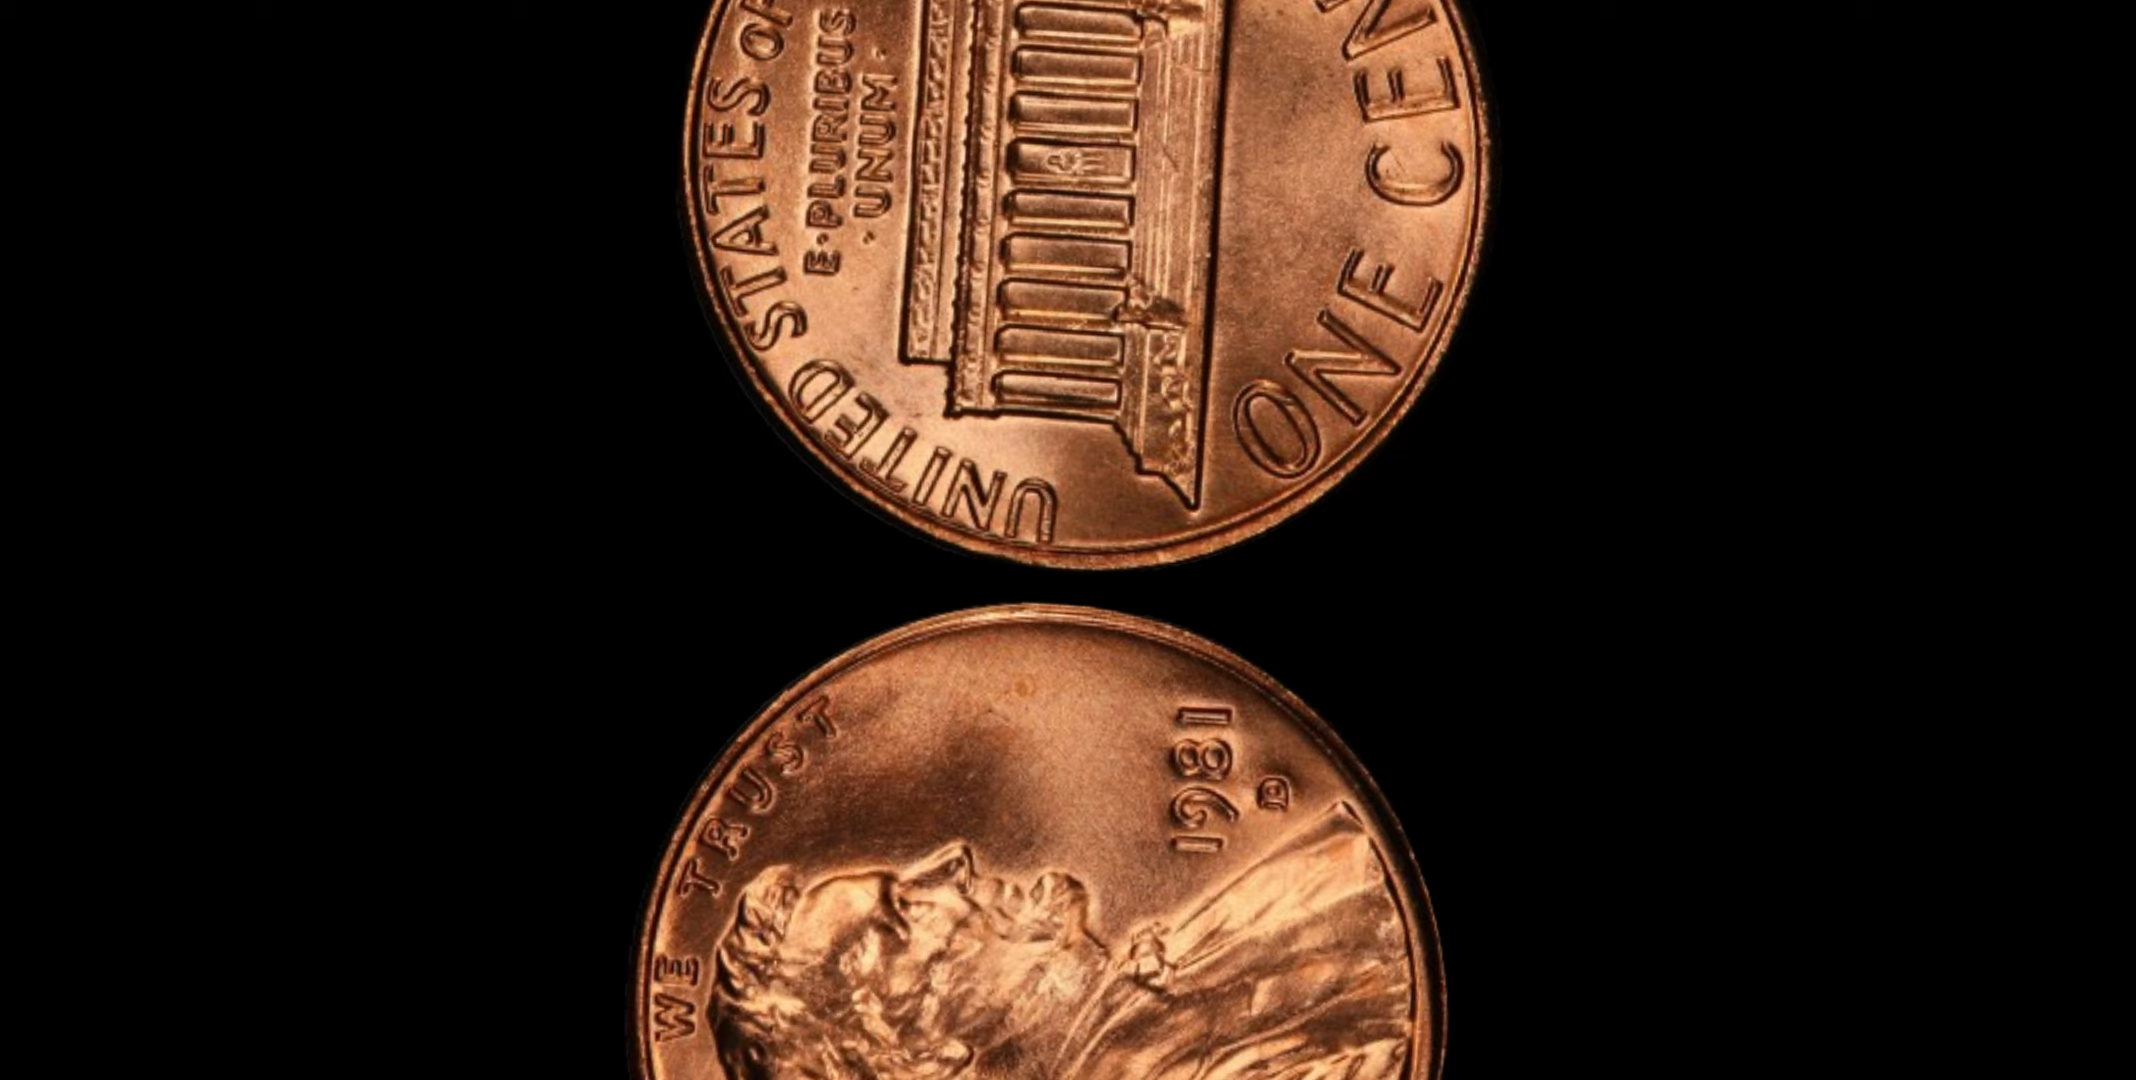 UNITED STATES OF
E·PLURIBUS
·UNUM·
ONE CEN
WE TRUST
1981
D